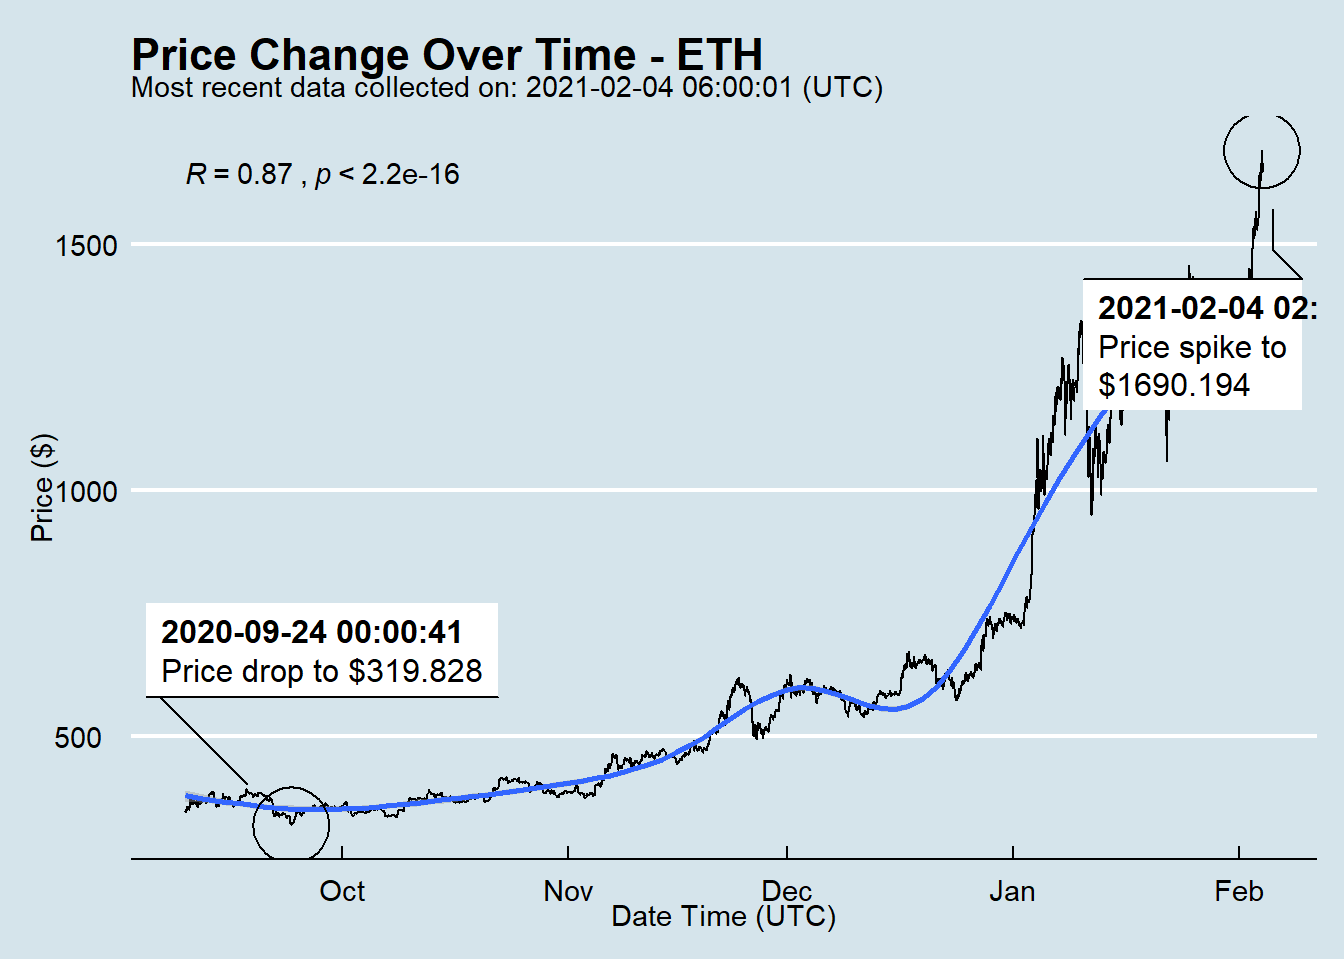 Price Change Over Time - ETH
Most recent data collected on: 2021-02-04 06:00:01 (UTC)
R = 0.87 , p < 2.2e-16
1500
2021-02-04 02:
Price spike to
$1690.194
Price ($)
1000
2020-09-24 00:00:41
Price drop to $319.828
500
Oct Nov Dec Jan Feb
Date Time (UTC)